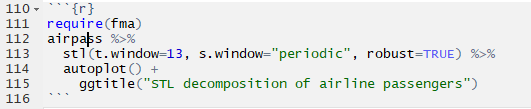 110 ```{r}
111 require(fma)
112 airpass %>%
113 stl(t.window=13, s.window="periodic", robust=TRUE) %>%
114 autoplot() +
115 ggtitle("STL decomposition of airline passengers")
116 ```